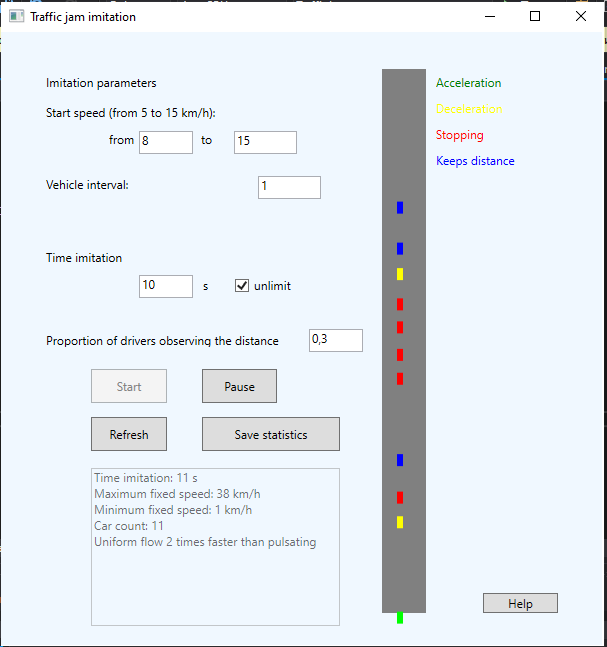 Traffic jam imitation
Imitation parameters
Start speed (from 5 to 15 km/h):
from 8 to 15
Vehicle interval: 1
Time imitation
10 s unlimit
Proportion of drivers observing the distance 0,3
Start Pause
Refresh Save statistics
Time imitation: 11 s
Maximum fixed speed: 38 km/h
Minimum fixed speed: 1 km/h
Car count: 11
Uniform flow 2 times faster than pulsating
Acceleration
Deceleration
Stopping
Keeps distance
Help